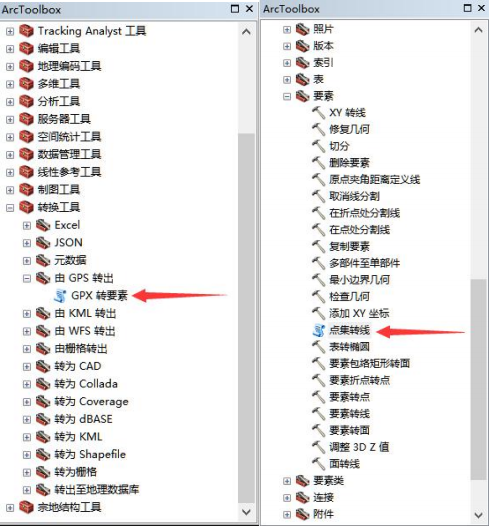 ArcToolbox
Tracking Analyst 工具
编辑工具
地理编码工具
多维工具
分析工具
服务器工具
空间统计工具
数据管理工具
线性参考工具
制图工具
转换工具
Excel
JSON
元数据
由 GPS 转出
GPX 转要素
由 KML 转出
由 WFS 转出
由栅格转出
转为 CAD
转为 Collada
转为 Coverage
转为 dBASE
转为 KML
转为 Shapefile
转为栅格
转出至地理数据库
宗地结构工具
ArcToolbox
照片
版本
索引
表
要素
XY 转线
修复几何
切分
删除要素
原点夹角距离定义线
取消线分割
在折点处分割线
在点处分割线
复制要素
多部件至单部件
最小边界几何
检查几何
添加 XY 坐标
点集转线
表转椭圆
要素包络矩形转面
要素折点转点
要素转点
要素转线
要素转面
调整 3D Z 值
面转线
要素类
连接
附件